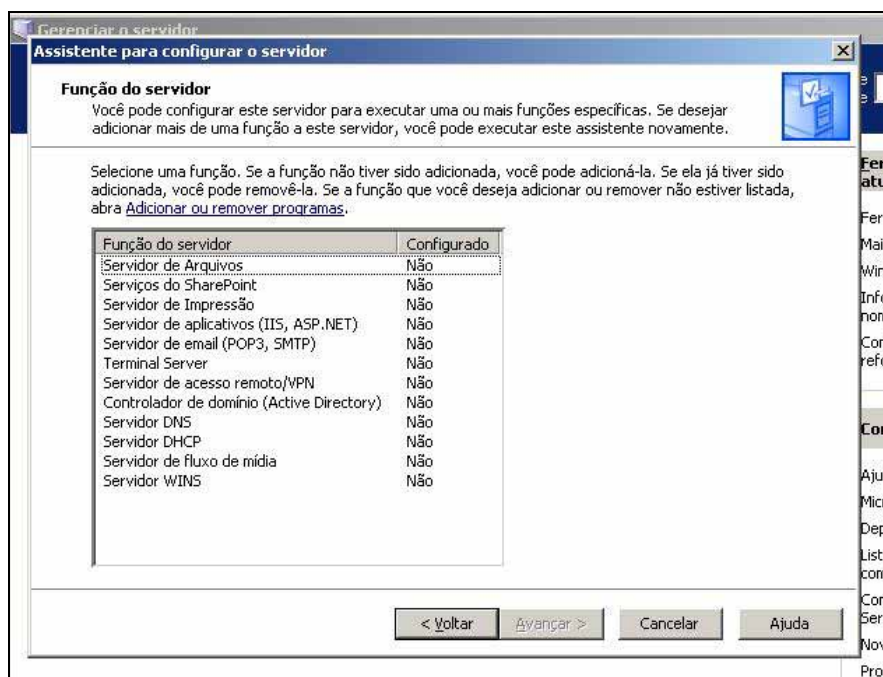 Gerenciar o servidor
Assistente para configurar o servidor
Função do servidor
Você pode configurar este servidor para executar uma ou mais funções específicas. Se desejar
adicionar mais de uma função a este servidor, você pode executar este assistente novamente.
Selecione uma função. Se a função não tiver sido adicionada, você pode adicioná-la. Se ela já tiver sido
adicionada, você pode removê-la. Se a função que você deseja adicionar ou remover não estiver listada,
abra Adicionar ou remover programas.
Função do servidor Configurado
Servidor de Arquivos Não
Serviços do SharePoint Não
Servidor de Impressão Não
Servidor de aplicativos (IIS, ASP.NET) Não
Servidor de email (POP3, SMTP) Não
Terminal Server Não
Servidor de acesso remoto/VPN Não
Controlador de domínio (Active Directory) Não
Servidor DNS Não
Servidor DHCP Não
Servidor de fluxo de mídia Não
Servidor WINS Não
< Voltar Avançar > Cancelar Ajuda